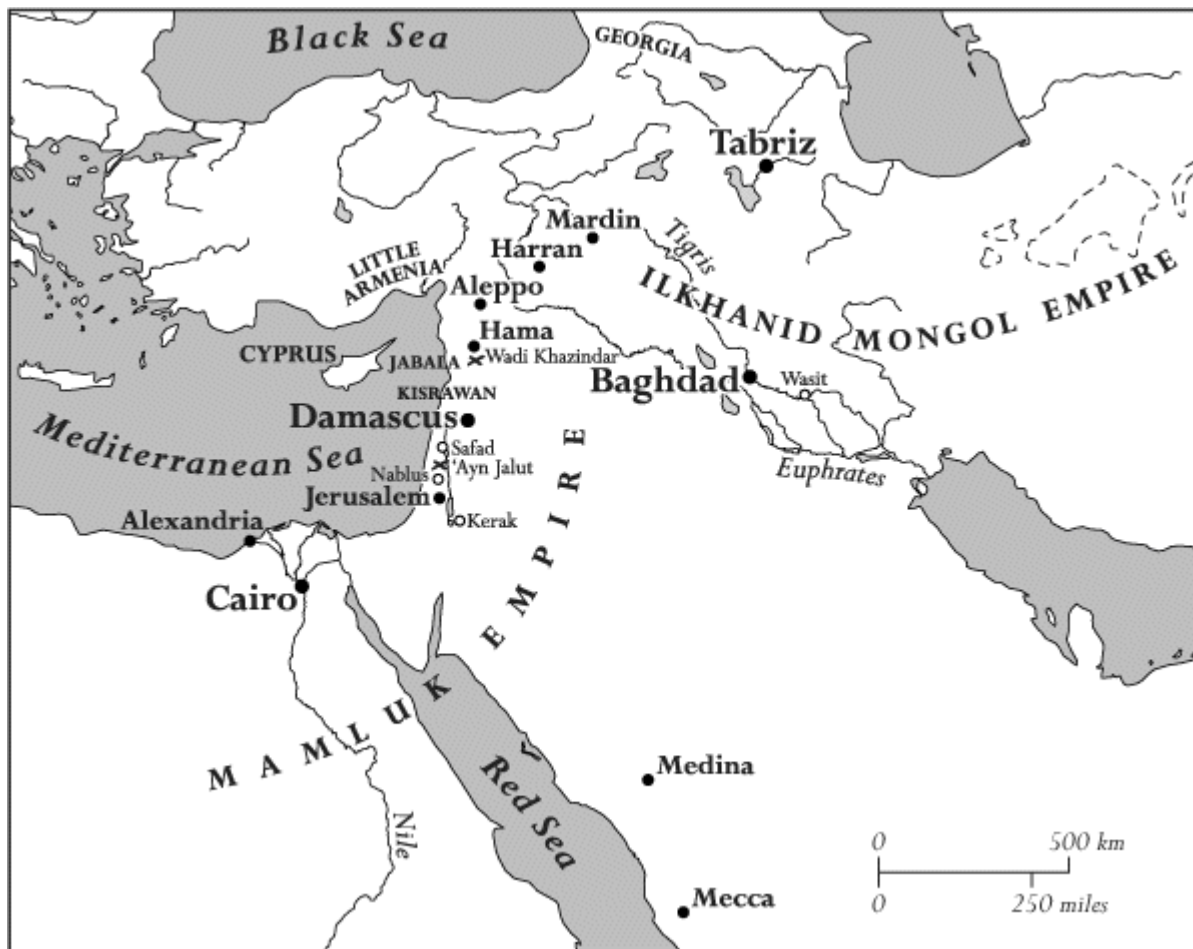 Black Sea
GEORGIA
Tabriz
Mardin
Harran
Tigris
LITTLE
ARMENIA
Aleppo
ILKHANID MONGOL EMPIRE
Hama
CYPRUS
JABALA
Wadi Khazindar
Baghdad
Wasit
KISRAWAN
Damascus
Mediterranean Sea
Safad
'Ayn Jalut
Nablus
Euphrates
Jerusalem
Alexandria
Kerak
Cairo
MAMLUK EMPIRE
Red Sea
Medina
Nile
0 500 km
0 250 miles
Mecca